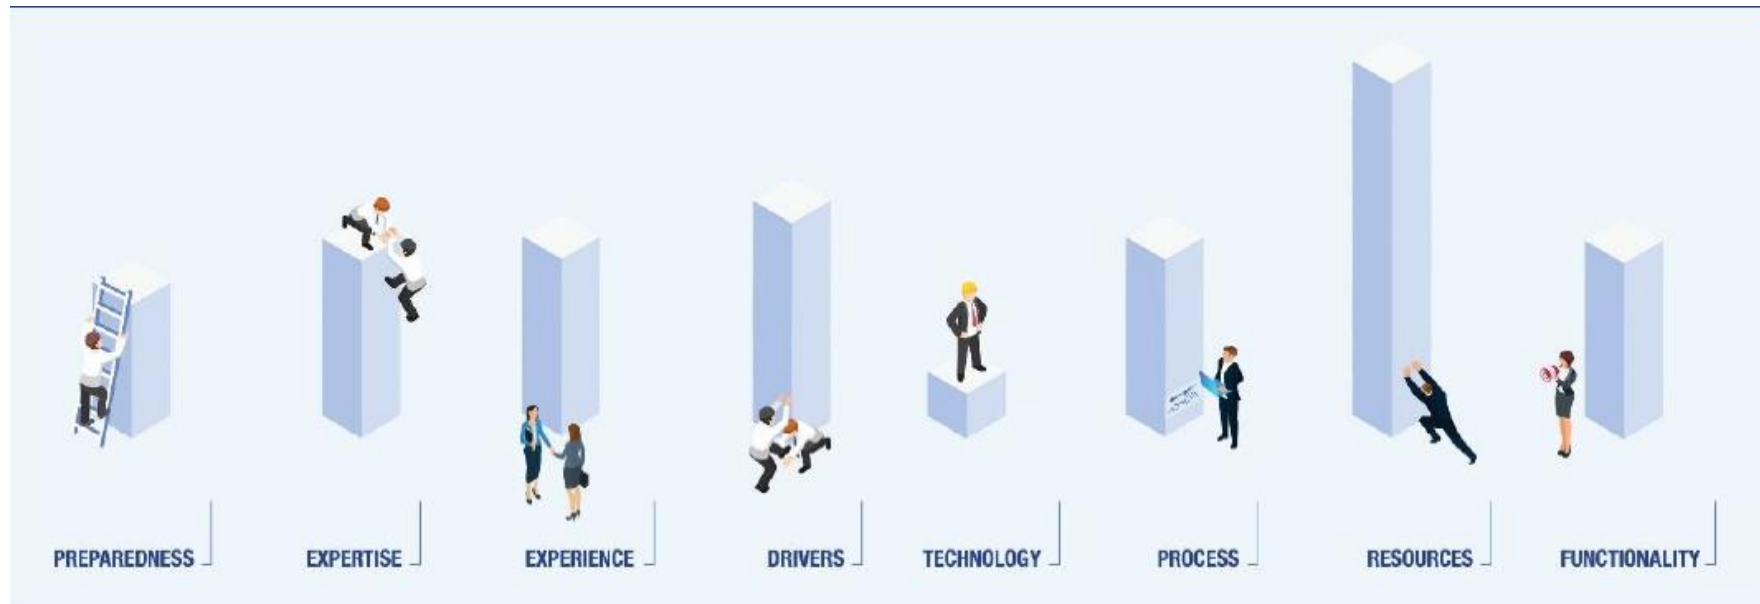 PREPAREDNESS
EXPERTISE
EXPERIENCE
DRIVERS
TECHNOLOGY
PROCESS
RESOURCES
FUNCTIONALITY